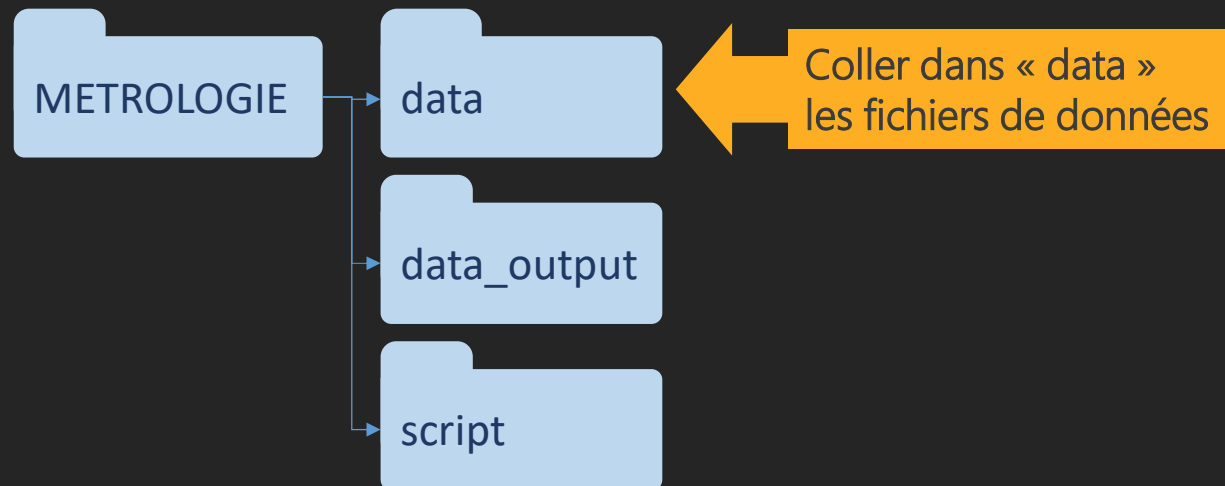 METROLOGIE
data
Coller dans « data »
les fichiers de données
data_output
script